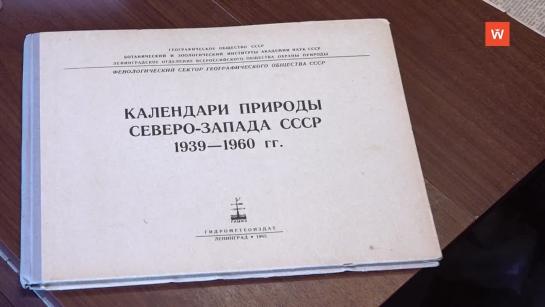 ГЕОГРАФИЧЕСКОЕ ОБЩЕСТВО СССР
БОТАНИЧЕСКИЙ И ЗООЛОГИЧЕСКИЙ ИНСТИТУТЫ АКАДЕМИИ НАУК СССР
ЛЕНИНГРАДСКОЕ ОТДЕЛЕНИЕ ВСЕРОССИЙСКОГО ОБЩЕСТВА ОХРАНЫ ПРИРОДЫ
ФЕНОЛОГИЧЕСКИЙ СЕКТОР ГЕОГРАФИЧЕСКОГО ОБЩЕСТВА СССР
КАЛЕНДАРИ ПРИРОДЫ
СЕВЕРО-ЗАПАДА СССР
1939—1960 гг.
ГИДРОМЕТЕОИЗДАТ
ЛЕНИНГРАД •